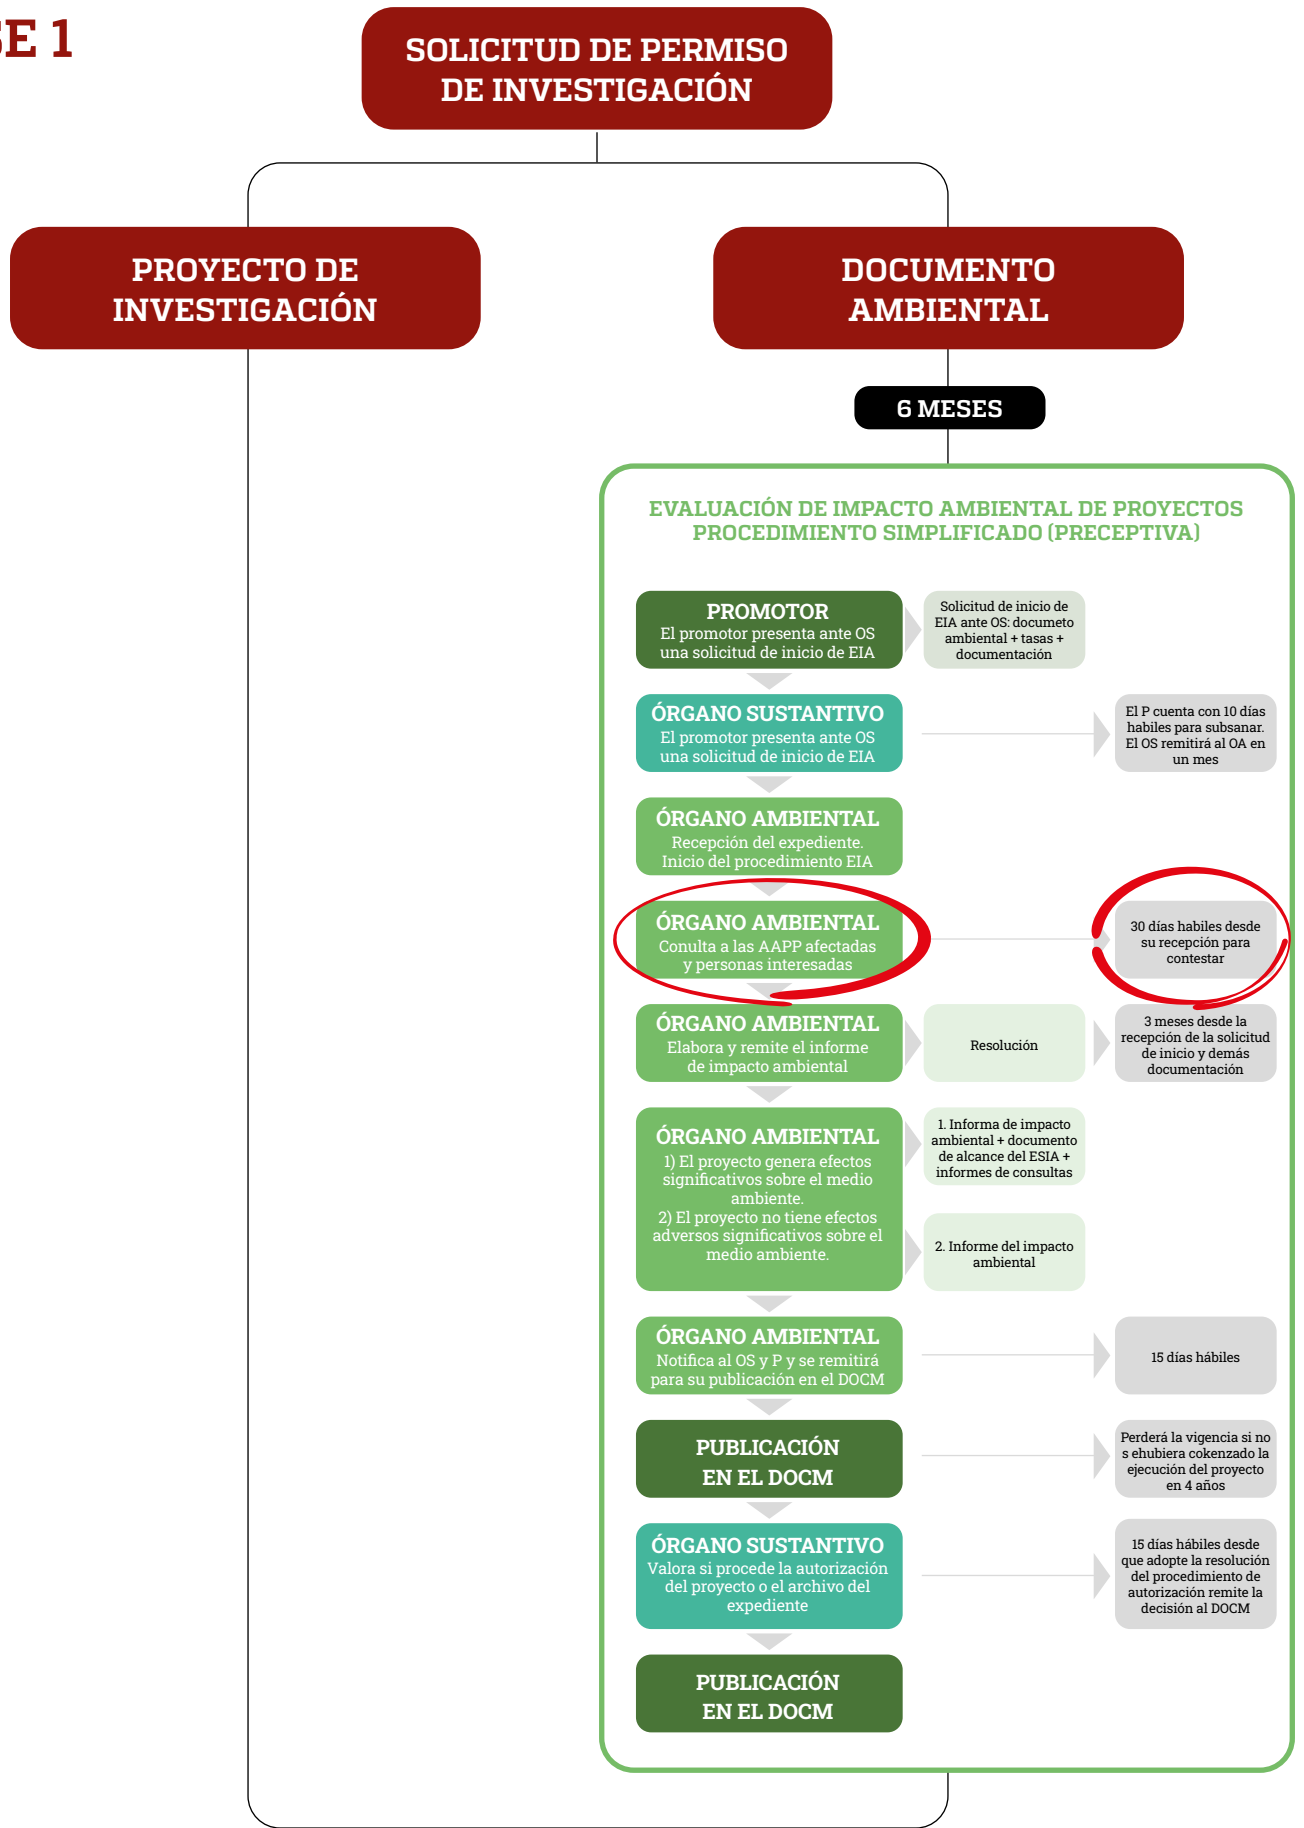 SE 1
SOLICITUD DE PERMISO
DE INVESTIGACIÓN
PROYECTO DE
INVESTIGACIÓN
DOCUMENTO
AMBIENTAL
6 MESES
EVALUACIÓN DE IMPACTO AMBIENTAL DE PROYECTOS
PROCEDIMIENTO SIMPLIFICADO (PRECEPTIVA)
PROMOTOR
El promotor presenta ante OS
una solicitud de inicio de EIA
Solicitud de inicio de
EIA ante OS: documeto
ambiental + tasas +
documentación
ÓRGANO SUSTANTIVO
El promotor presenta ante OS
una solicitud de inicio de EIA
El P cuenta con 10 días
habiles para subsanar.
El OS remitirá al OA en
un mes
ÓRGANO AMBIENTAL
Recepción del expediente.
Inicio del procedimiento EIA
ÓRGANO AMBIENTAL
Conulta a las AAPP afectadas
y personas interesadas
30 días habiles desde
su recepción para
contestar
ÓRGANO AMBIENTAL
Elabora y remite el informe
de impacto ambiental
Resolución
3 meses desde la
recepción de la solicitud
de inicio y demás
documentación
ÓRGANO AMBIENTAL
1) El proyecto genera efectos
significativos sobre el medio
ambiente.
2) El proyecto no tiene efectos
adversos significativos sobre el
medio ambiente.
1. Informa de impacto
ambiental + documento
de alcance del ESIA +
informes de consultas
2. Informe del impacto
ambiental
ÓRGANO AMBIENTAL
Notifica al OS y P y se remitirá
para su publicación en el DOCM
15 días hábiles
PUBLICACIÓN
EN EL DOCM
Perderá la vigencia si no
s ehubiera cokenzado la
ejecución del proyecto
en 4 años
ÓRGANO SUSTANTIVO
Valora si procede la autorización
del proyecto o el archivo del
expediente
15 días hábiles desde
que adopte la resolución
del procedimiento de
autorización remite la
decisión al DOCM
PUBLICACIÓN
EN EL DOCM